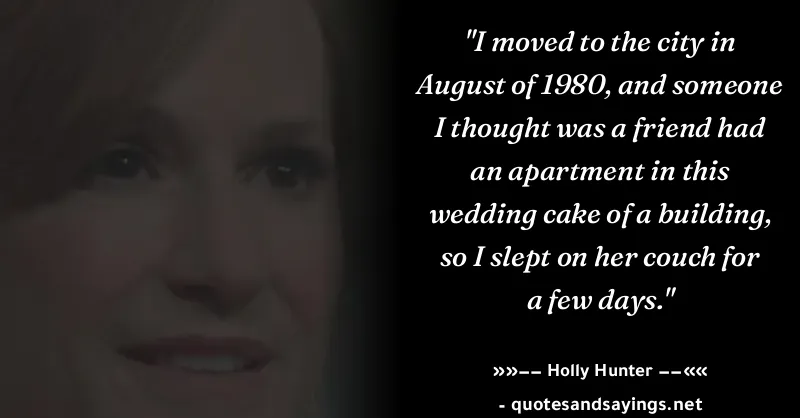 "I moved to the city in
August of 1980, and someone
I thought was a friend had
an apartment in this
wedding cake of a building,
so I slept on her couch for
a few days."
»»−− Holly Hunter −−««
- quotesandsayings.net